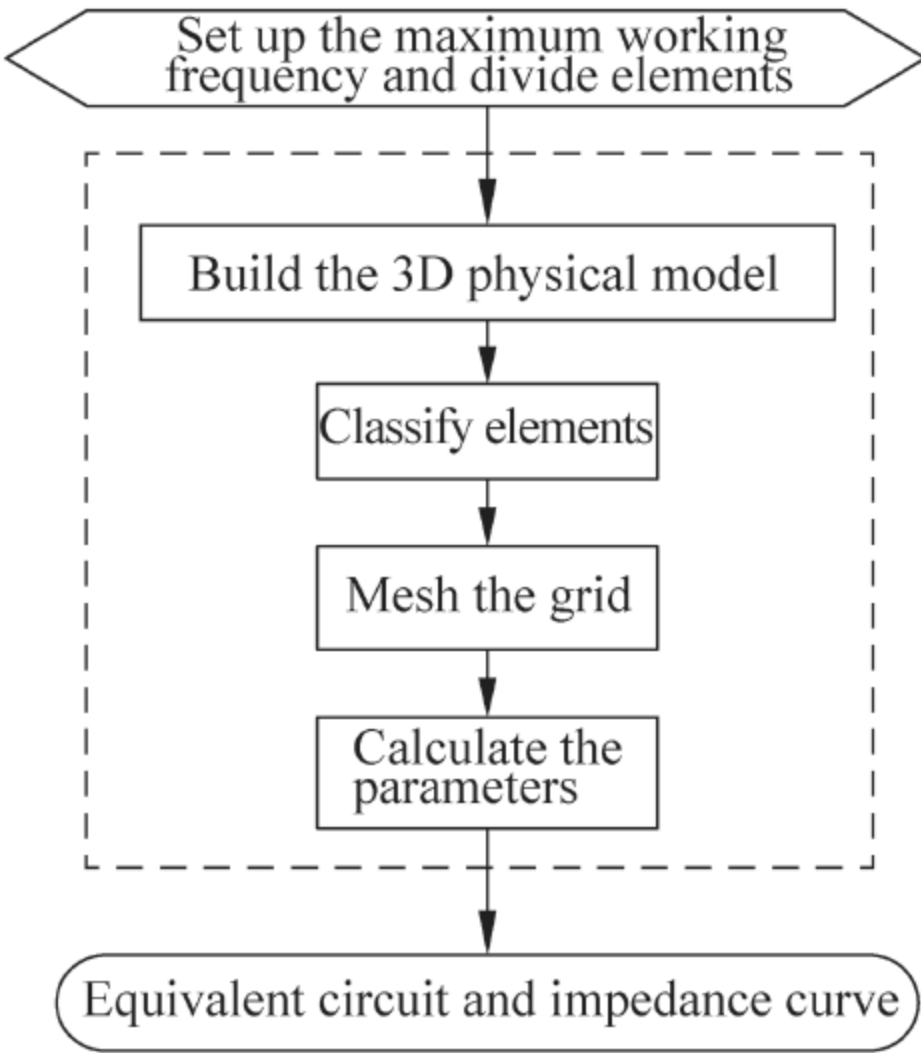 Set up the maximum working
frequency and divide elements
Build the 3D physical model
Classify elements
Mesh the grid
Calculate the
parameters
Equivalent circuit and impedance curve